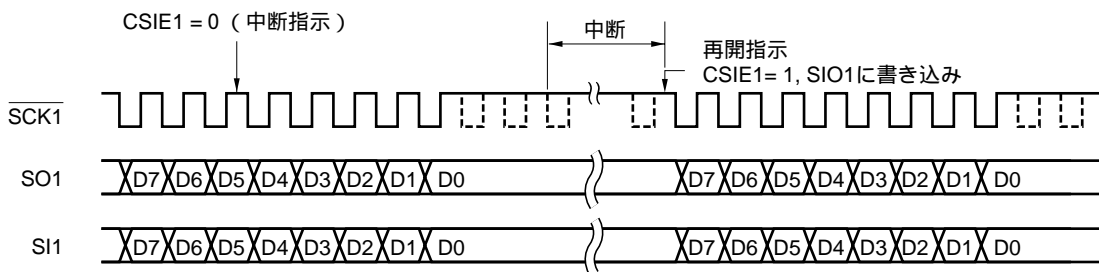 CSIE1 = 0 ( 中断指示 )
中断
再開指示
CSIE1= 1, SIO1に書き込み
SCK1
SO1 D7 D6 D5 D4 D3 D2 D1 D0 D7 D6 D5 D4 D3 D2 D1 D0
SI1 D7 D6 D5 D4 D3 D2 D1 D0 D7 D6 D5 D4 D3 D2 D1 D0